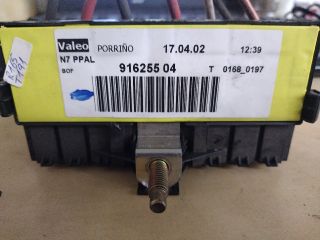 Valeo PORRIÑO 17.04.02 12:39
N7 PPAL
BOF 916255 04 T 0168_0197